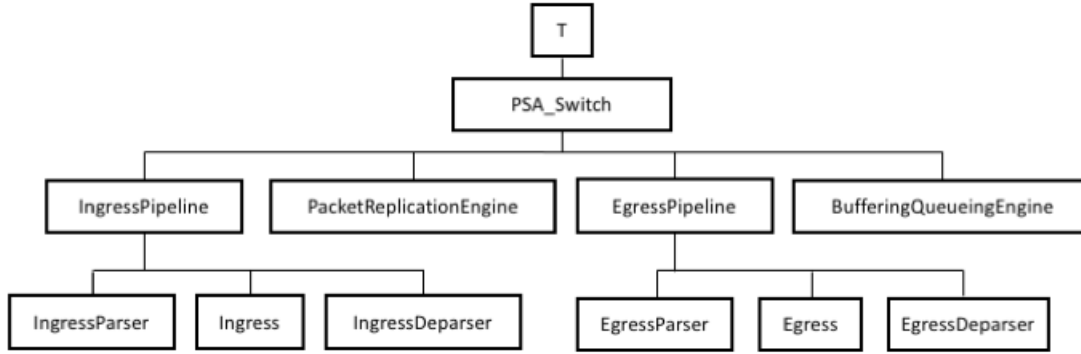 T
PSA_Switch
IngressPipeline
PacketReplicationEngine
EgressPipeline
BufferingQueueingEngine
IngressParser
Ingress
IngressDeparser
EgressParser
Egress
EgressDeparser